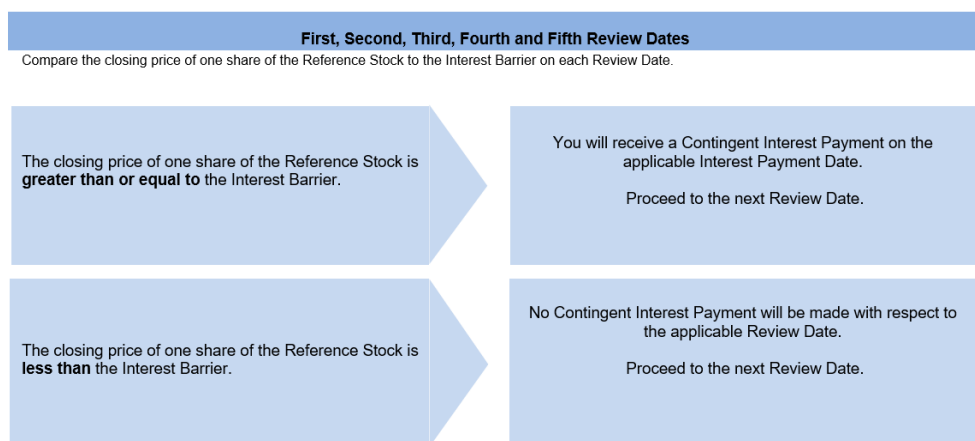 First, Second, Third, Fourth and Fifth Review Dates
Compare the closing price of one share of the Reference Stock to the Interest Barrier on each Review Date.
The closing price of one share of the Reference Stock is
greater than or equal to the Interest Barrier.
You will receive a Contingent Interest Payment on the
applicable Interest Payment Date.
Proceed to the next Review Date.
The closing price of one share of the Reference Stock is
less than the Interest Barrier.
No Contingent Interest Payment will be made with respect to
the applicable Review Date.
Proceed to the next Review Date.